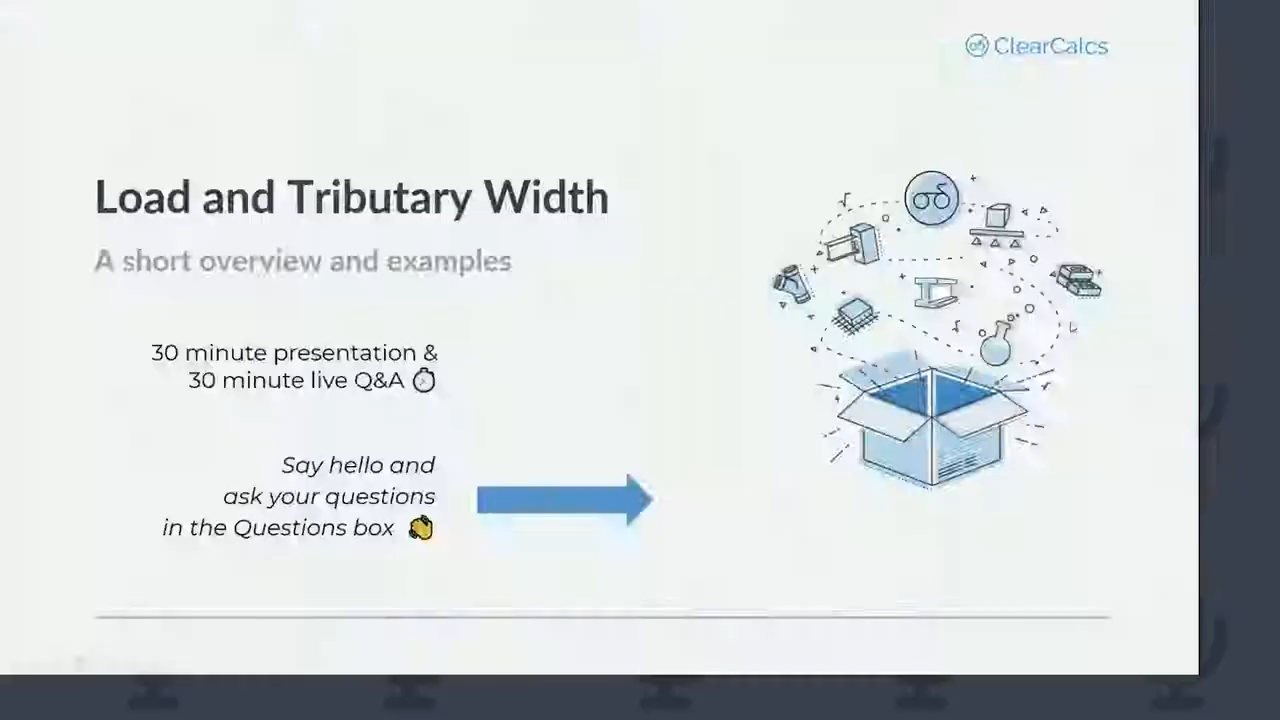 ClearCalcs
Load and Tributary Width
A short overview and examples
30 minute presentation &
30 minute live Q&A
Say hello and
ask your questions
in the Questions box